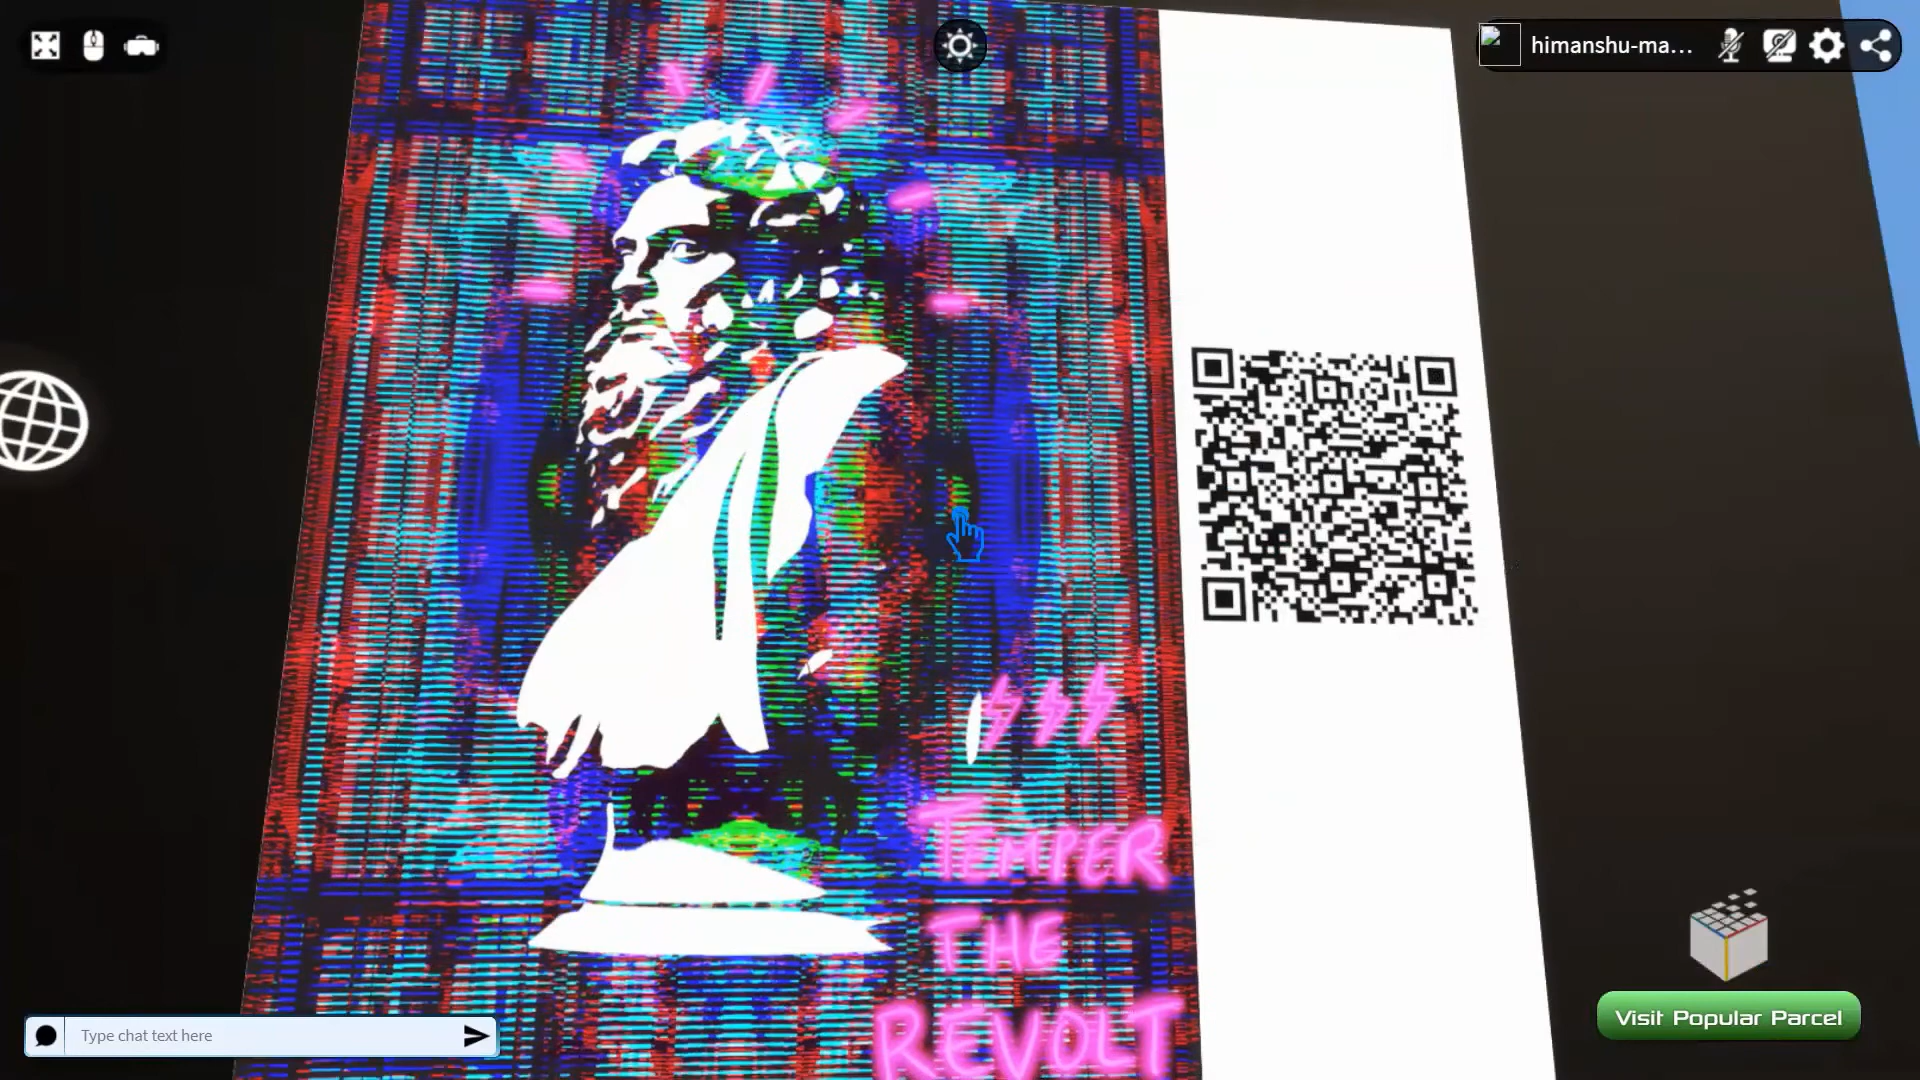 himanshu-ma...
TEMPER
THE
REVOLT
Type chat text here
Visit Popular Parcel